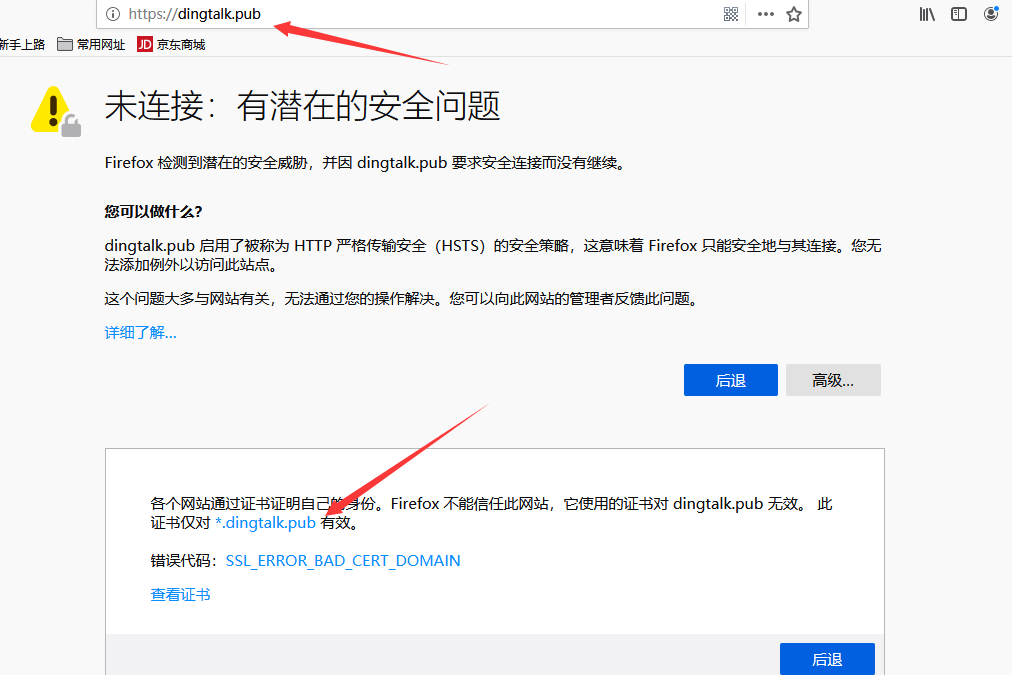 https://dingtalk.pub
新手上路 常用网址 JD 京东商城
未连接：有潜在的安全问题
Firefox 检测到潜在的安全威胁，并因 dingtalk.pub 要求安全连接而没有继续。
您可以做什么？
dingtalk.pub 启用了被称为 HTTP 严格传输安全（HSTS）的安全策略，这意味着 Firefox 只能安全地与其连接。您无
法添加例外以访问此站点。
这个问题大多与网站有关，无法通过您的操作解决。您可以向此网站的管理者反馈此问题。
详细了解...
后退 高级...
各个网站通过证书证明自己的身份。Firefox 不能信任此网站，它使用的证书对 dingtalk.pub 无效。 此
证书仅对 *.dingtalk.pub 有效。
错误代码：SSL_ERROR_BAD_CERT_DOMAIN
查看证书
后退